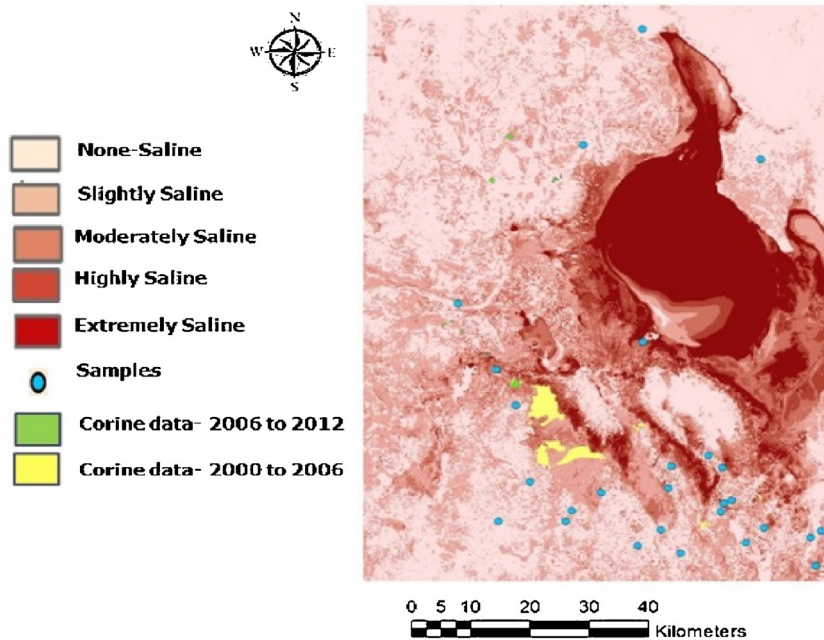 N
W E
S
None-Saline
Slightly Saline
Moderately Saline
Highly Saline
Extremely Saline
Samples
Corine data- 2006 to 2012
Corine data- 2000 to 2006
0 5 10 20 30 40
Kilometers